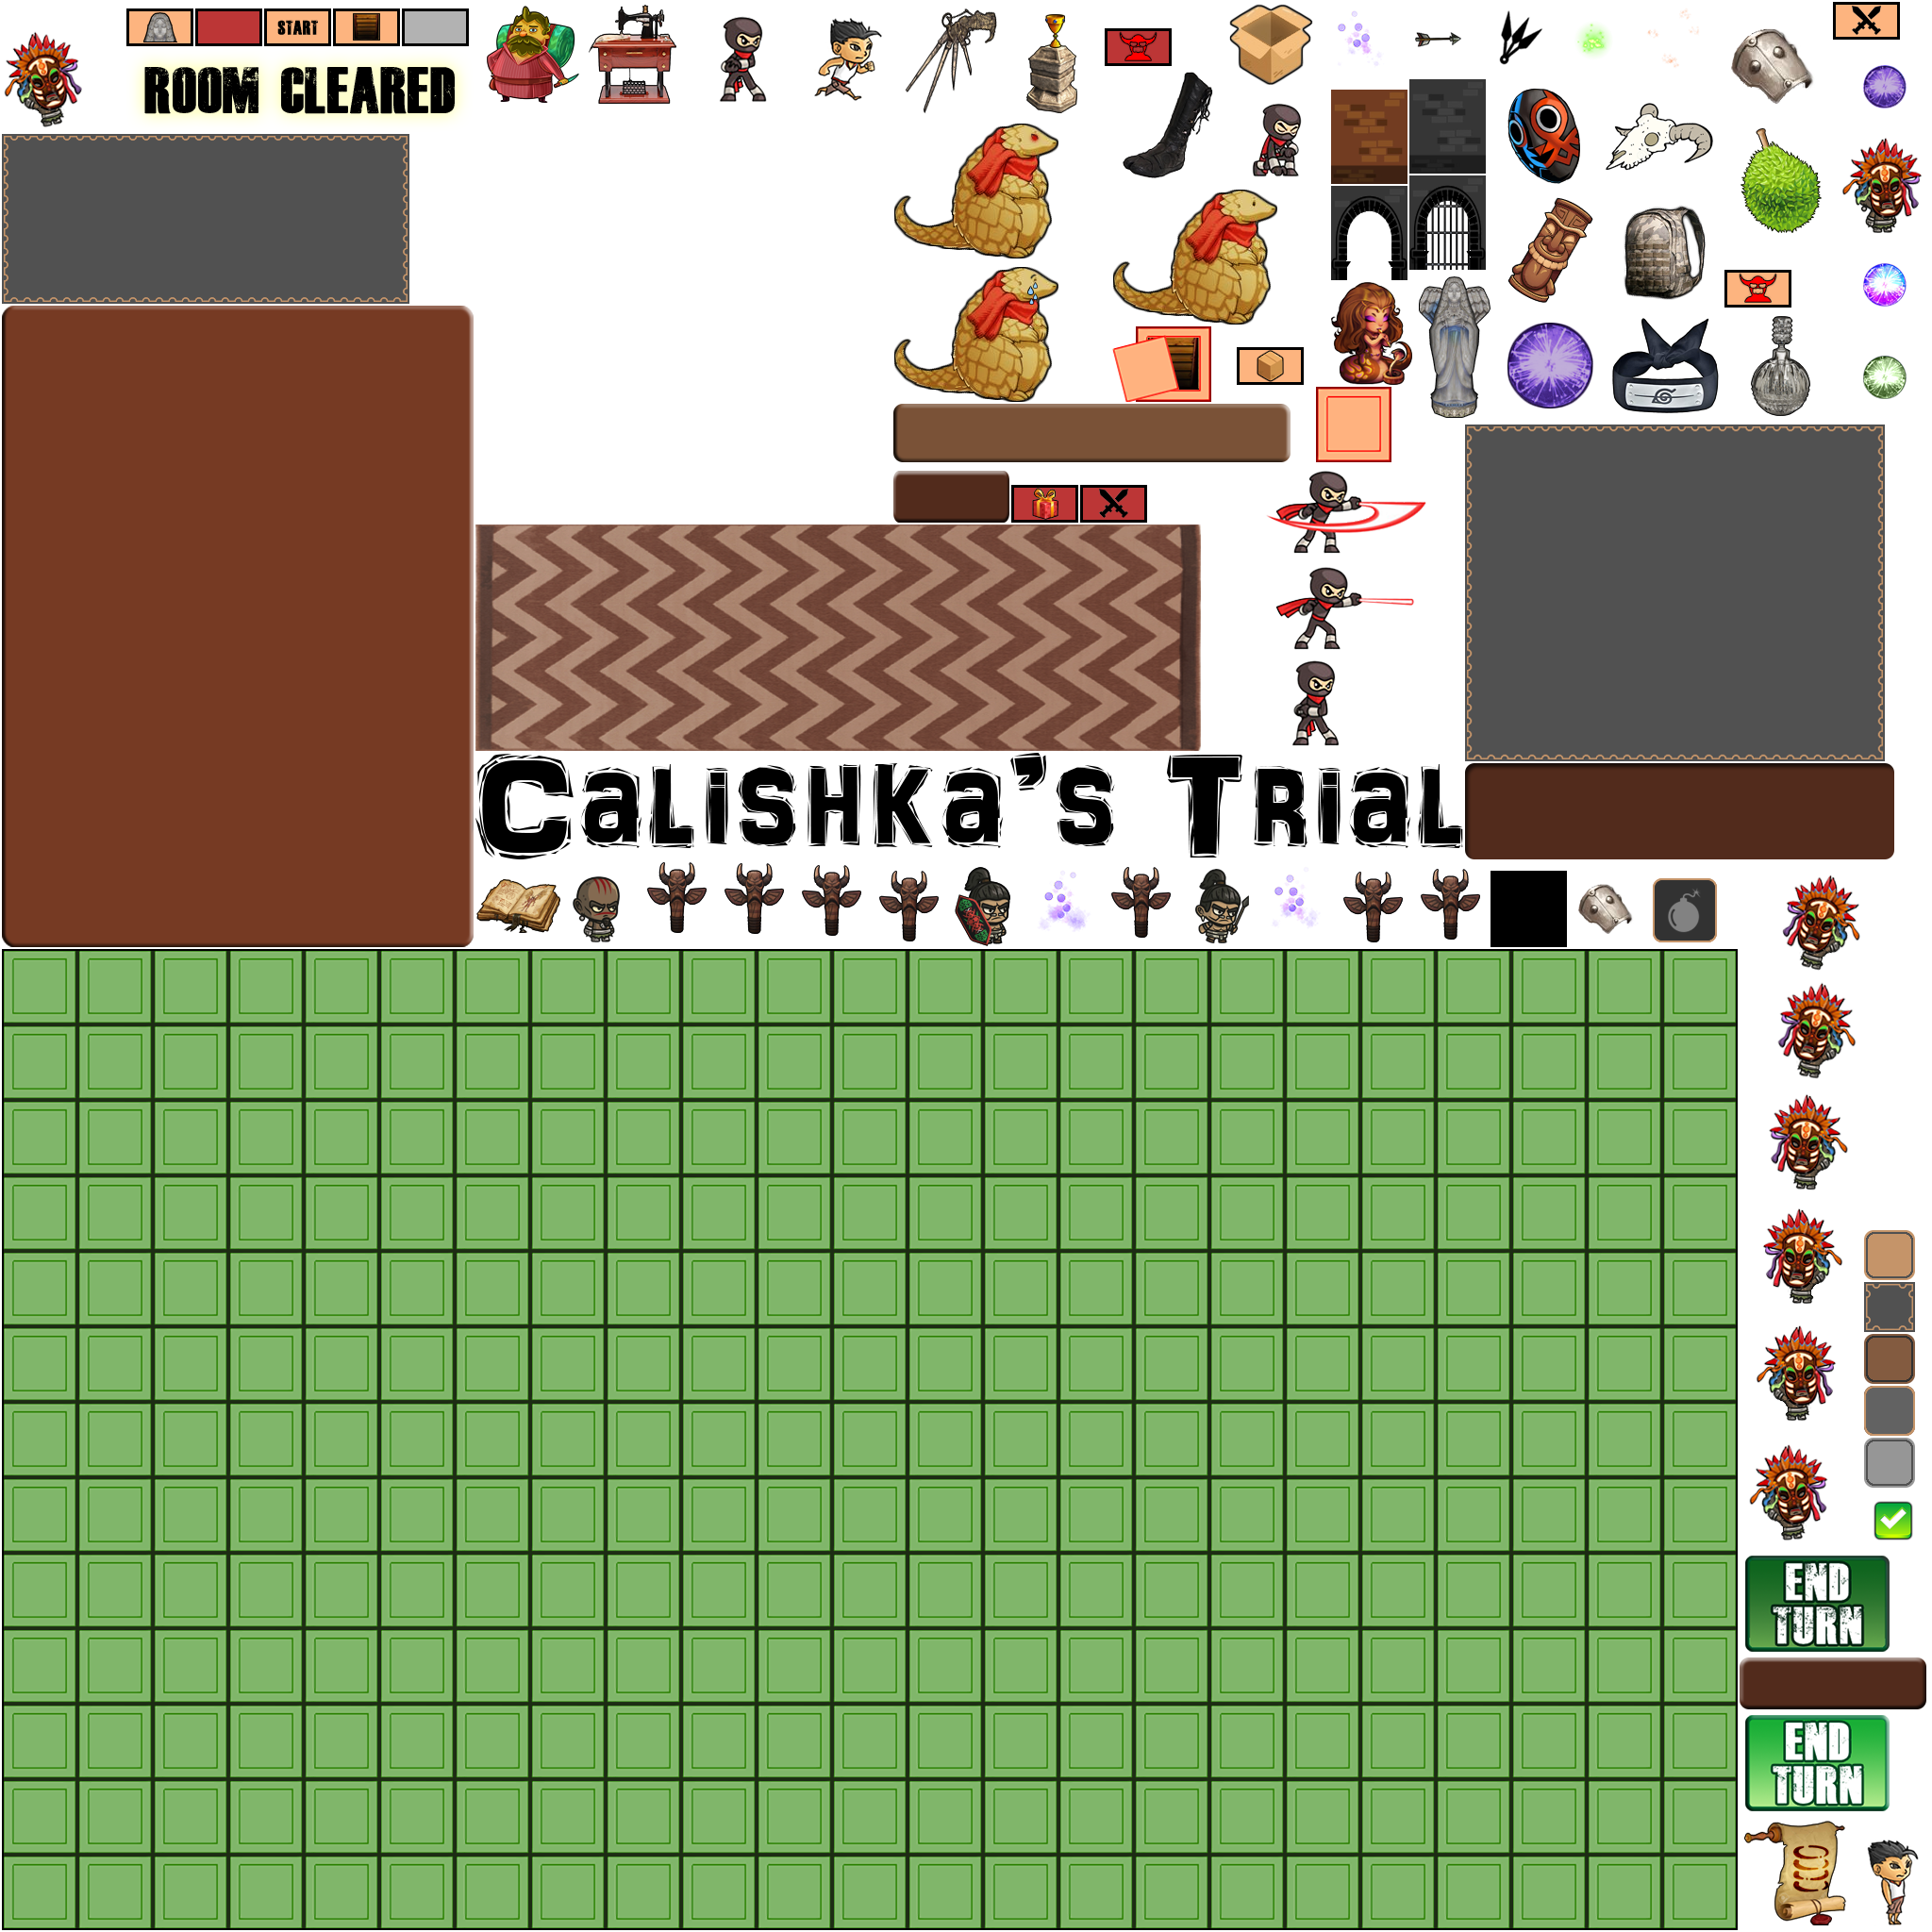 START
ROOM CLEARED
CALISHKA'S TRIAL
END
TURN
END
TURN